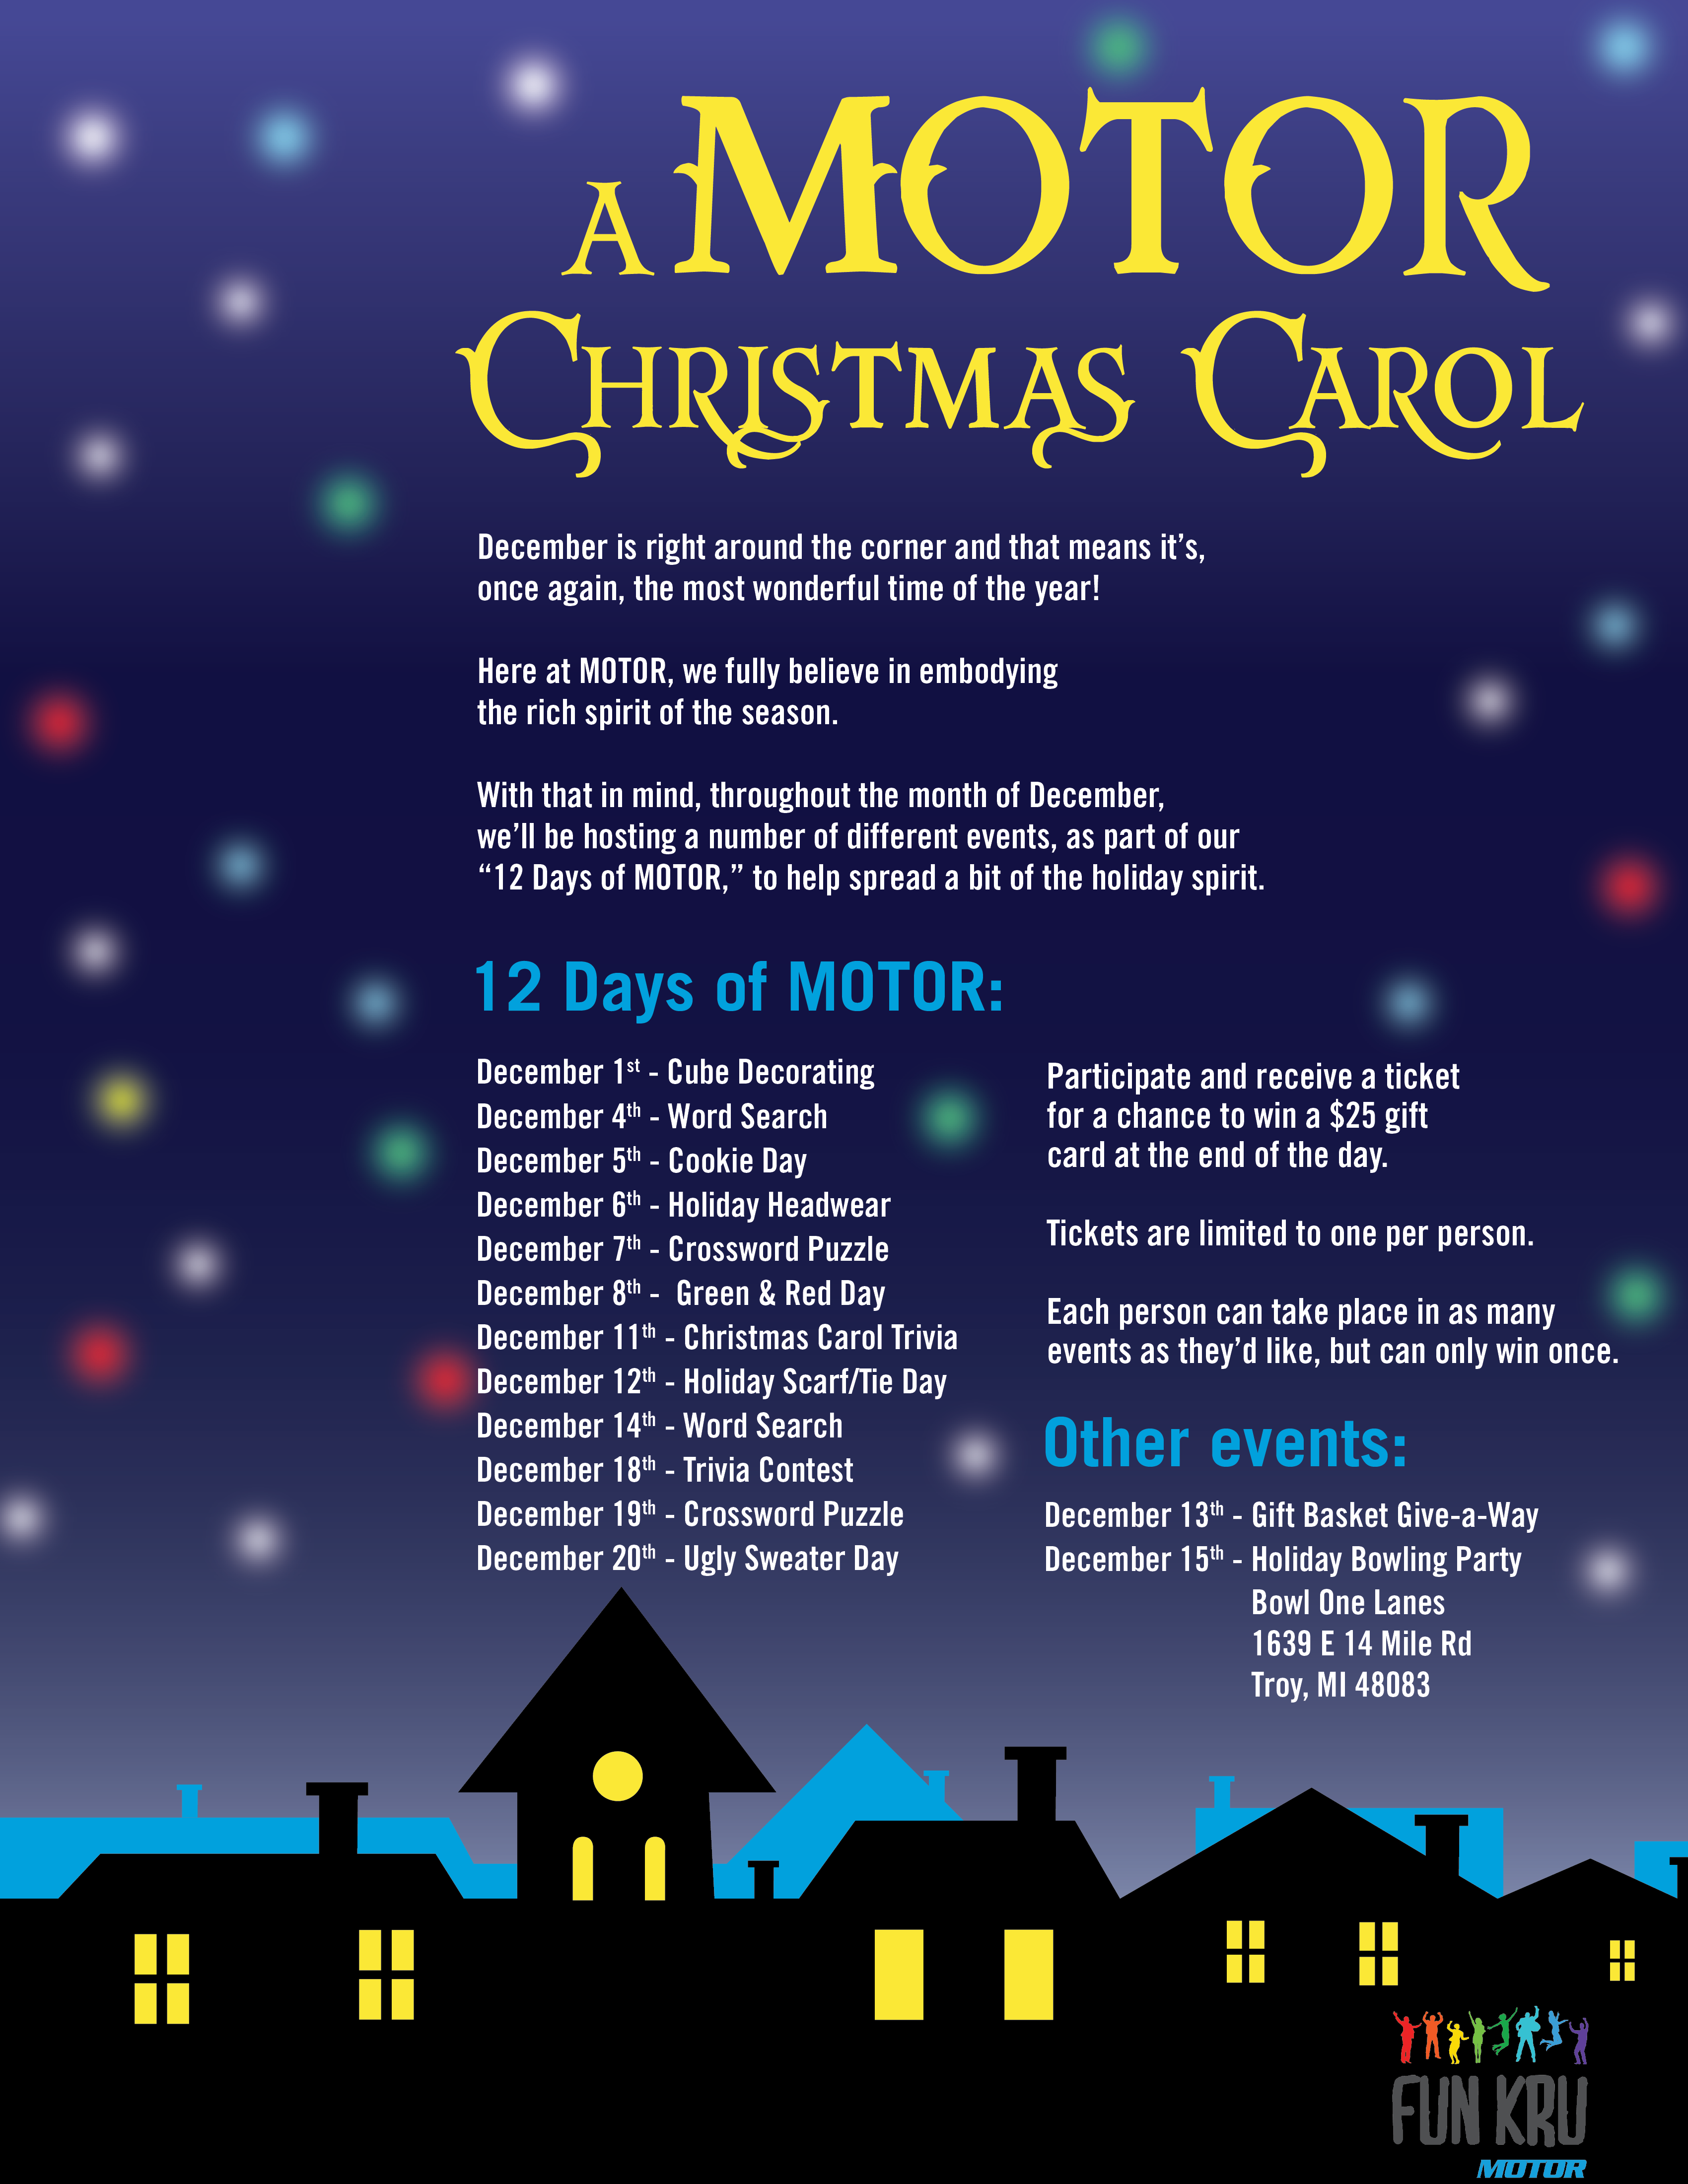 A MOTOR
CHRISTMAS CAROL
December is right around the corner and that means it's,
once again, the most wonderful time of the year!
Here at MOTOR, we fully believe in embodying
the rich spirit of the season.
With that in mind, throughout the month of December,
we'll be hosting a number of different events, as part of our
“12 Days of MOTOR,” to help spread a bit of the holiday spirit.
12 Days of MOTOR:
December 1st - Cube Decorating
December 4th - Word Search
December 5th - Cookie Day
December 6th - Holiday Headwear
December 7th - Crossword Puzzle
December 8th - Green & Red Day
December 11th - Christmas Carol Trivia
December 12th - Holiday Scarf/Tie Day
December 14th - Word Search
December 18th - Trivia Contest
December 19th - Crossword Puzzle
December 20th - Ugly Sweater Day
Participate and receive a ticket
for a chance to win a $25 gift
card at the end of the day.
Tickets are limited to one per person.
Each person can take place in as many
events as they'd like, but can only win once.
Other events:
December 13th - Gift Basket Give-a-Way
December 15th - Holiday Bowling Party
Bowl One Lanes
1639 E 14 Mile Rd
Troy, MI 48083
FUN KRU
MOTOR